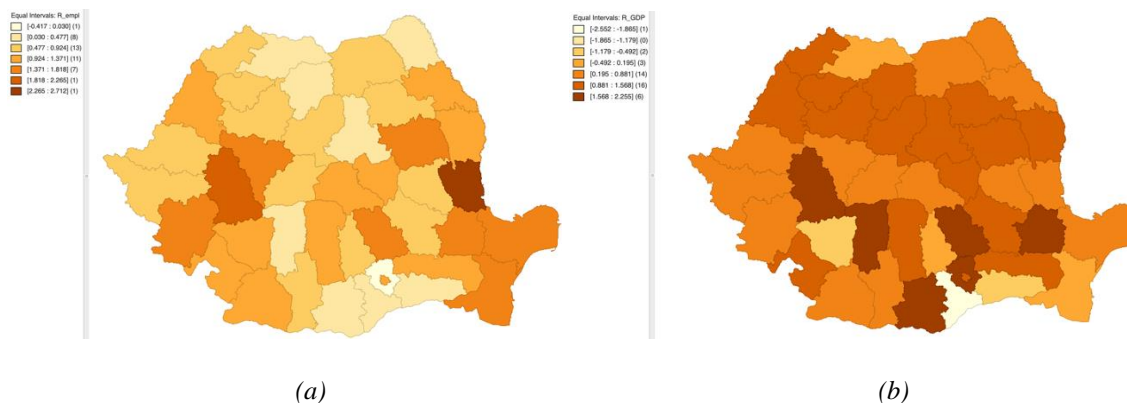 Equal Intervals: R_empl
[-0.417 : 0.030] (1)
[0.030 : 0.477] (8)
[0.477 : 0.924] (13)
[0.924 : 1.371] (11)
[1.371 : 1.818] (7)
[1.818 : 2.265] (1)
[2.265 : 2.712] (1)
Equal Intervals: R_GDP
[-2.552 : -1.865] (1)
[-1.865 : -1.179] (0)
[-1.179 : -0.492] (2)
[-0.492 : 0.195] (3)
[0.195 : 0.881] (14)
[0.881 : 1.568] (16)
[1.568 : 2.255] (6)
(a)
(b)